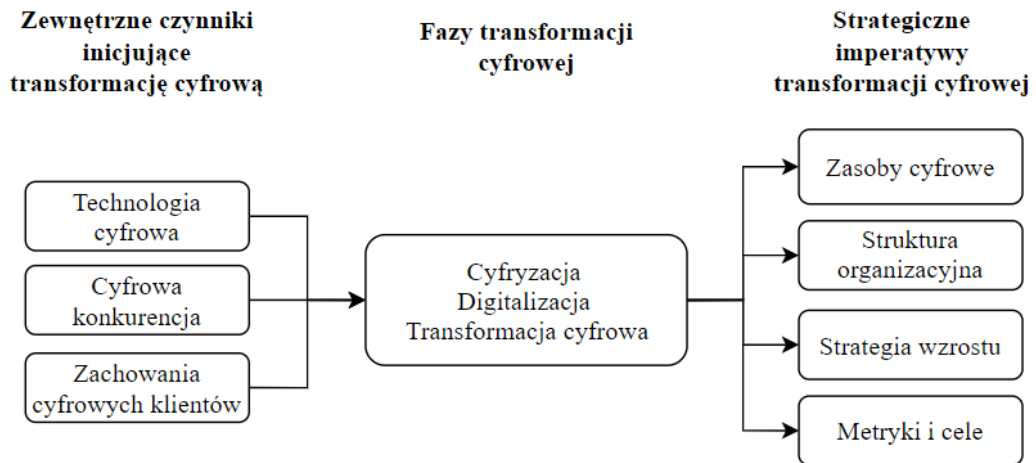 Zewnętrzne czynniki
inicjujące
transformację cyfrową
Fazy transformacji
cyfrowej
Strategiczne
imperatywy
transformacji cyfrowej
Technologia
cyfrowa
Cyfrowa
konkurencja
Zachowania
cyfrowych klientów
Cyfryzacja
Digitalizacja
Transformacja cyfrowa
Zasoby cyfrowe
Struktura
organizacyjna
Strategia wzrostu
Metryki i cele